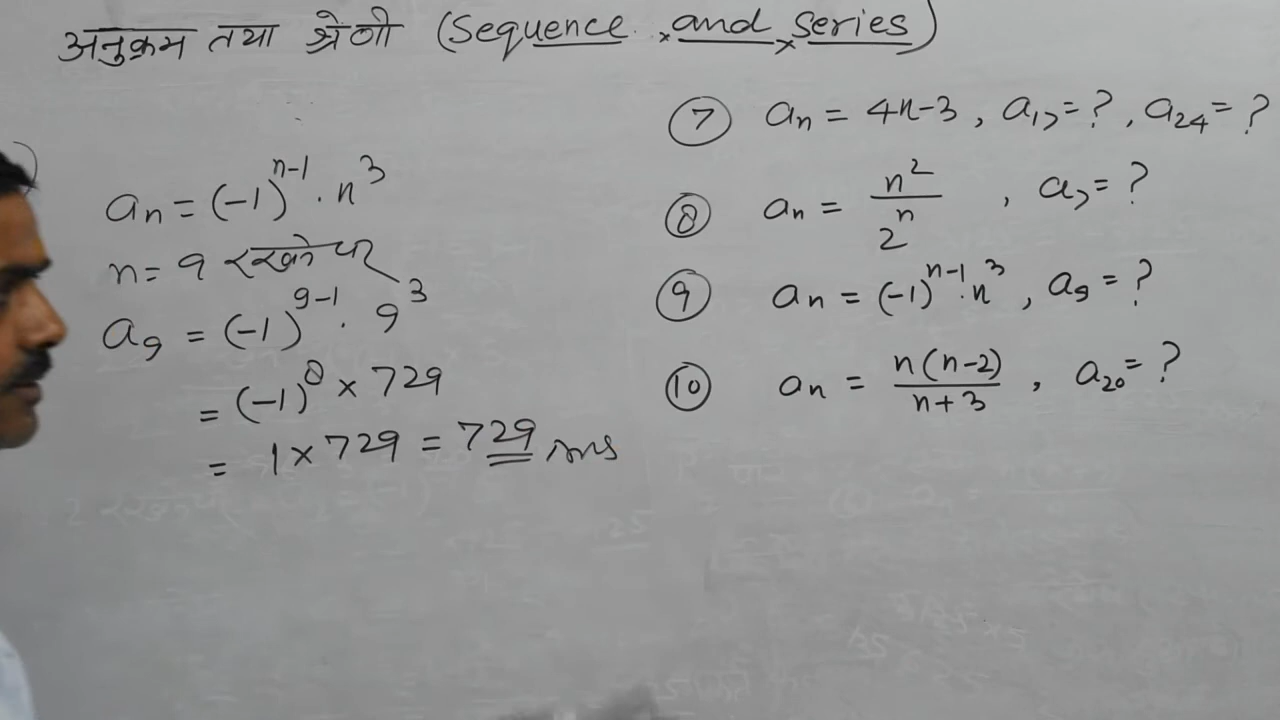 अनुक्रम तथा श्रेणी (Sequence and series)
aₙ = (-1)ⁿ⁻¹ · n³
n = 9 रखने पर
a₉ = (-1)⁹⁻¹ · 9³
= (-1)⁸ × 729
= 1 × 729 = 729 Ans
⑦ aₙ = 4n-3, a₁₇ = ?, a₂₄ = ?
⑧ aₙ = n²/2ⁿ, a₇ = ?
⑨ aₙ = (-1)ⁿ⁻¹ · n³, a₉ = ?
⑩ aₙ = n(n-2)/n+3, a₂₀ = ?